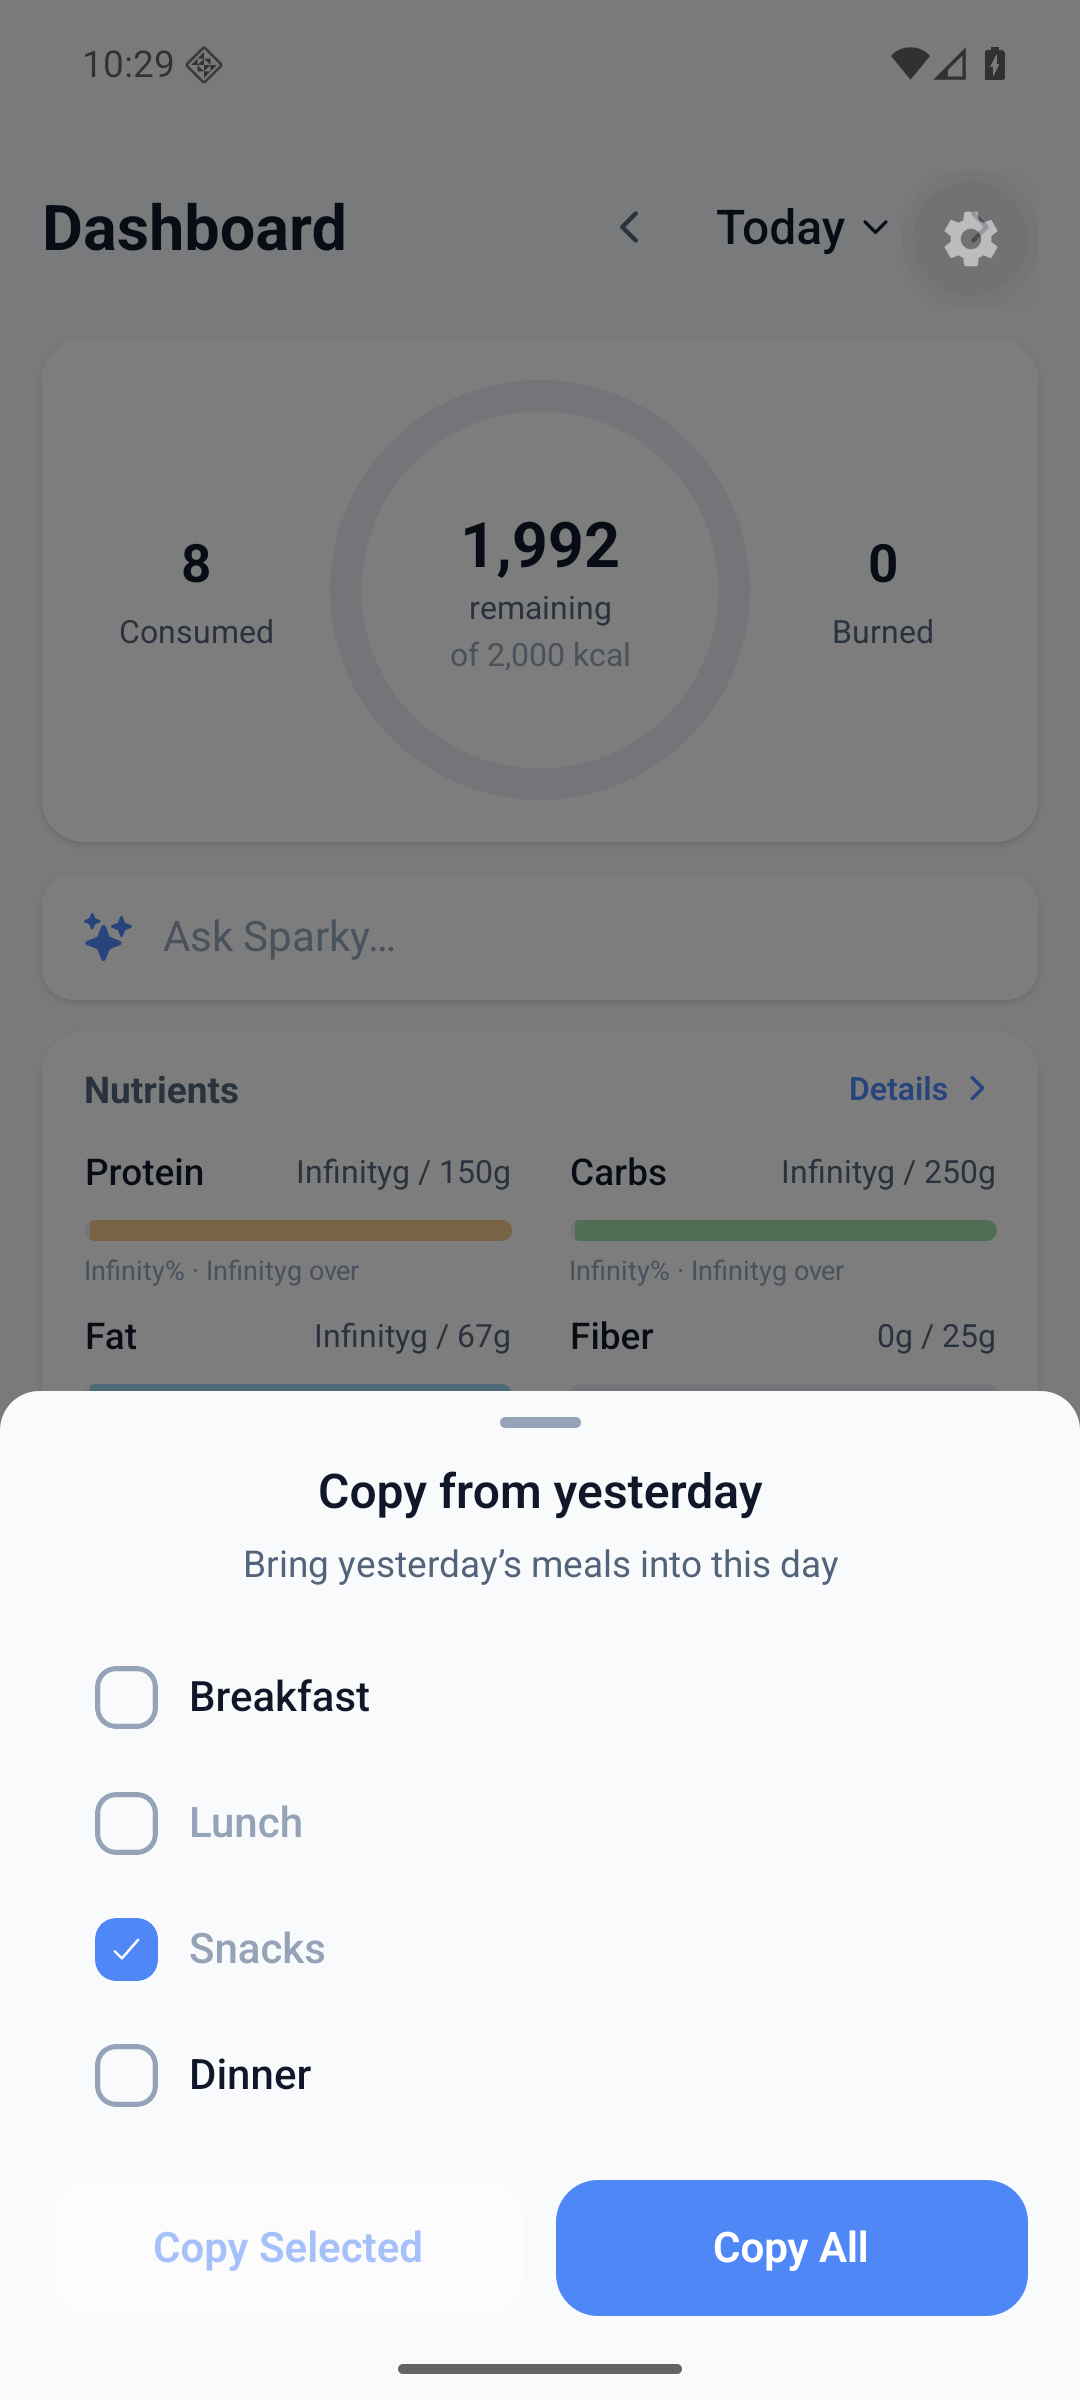 10:29
Dashboard
Today
8
Consumed
1,992
remaining
of 2,000 kcal
0
Burned
Ask Sparky...
Nutrients
Details
Protein
Infinityg / 150g
Carbs
Infinityg / 250g
Infinity% · Infinityg over
Infinity% · Infinityg over
Fat
Infinityg / 67g
Fiber
0g / 25g
Copy from yesterday
Bring yesterday’s meals into this day
Breakfast
Lunch
Snacks
Dinner
Copy Selected
Copy All